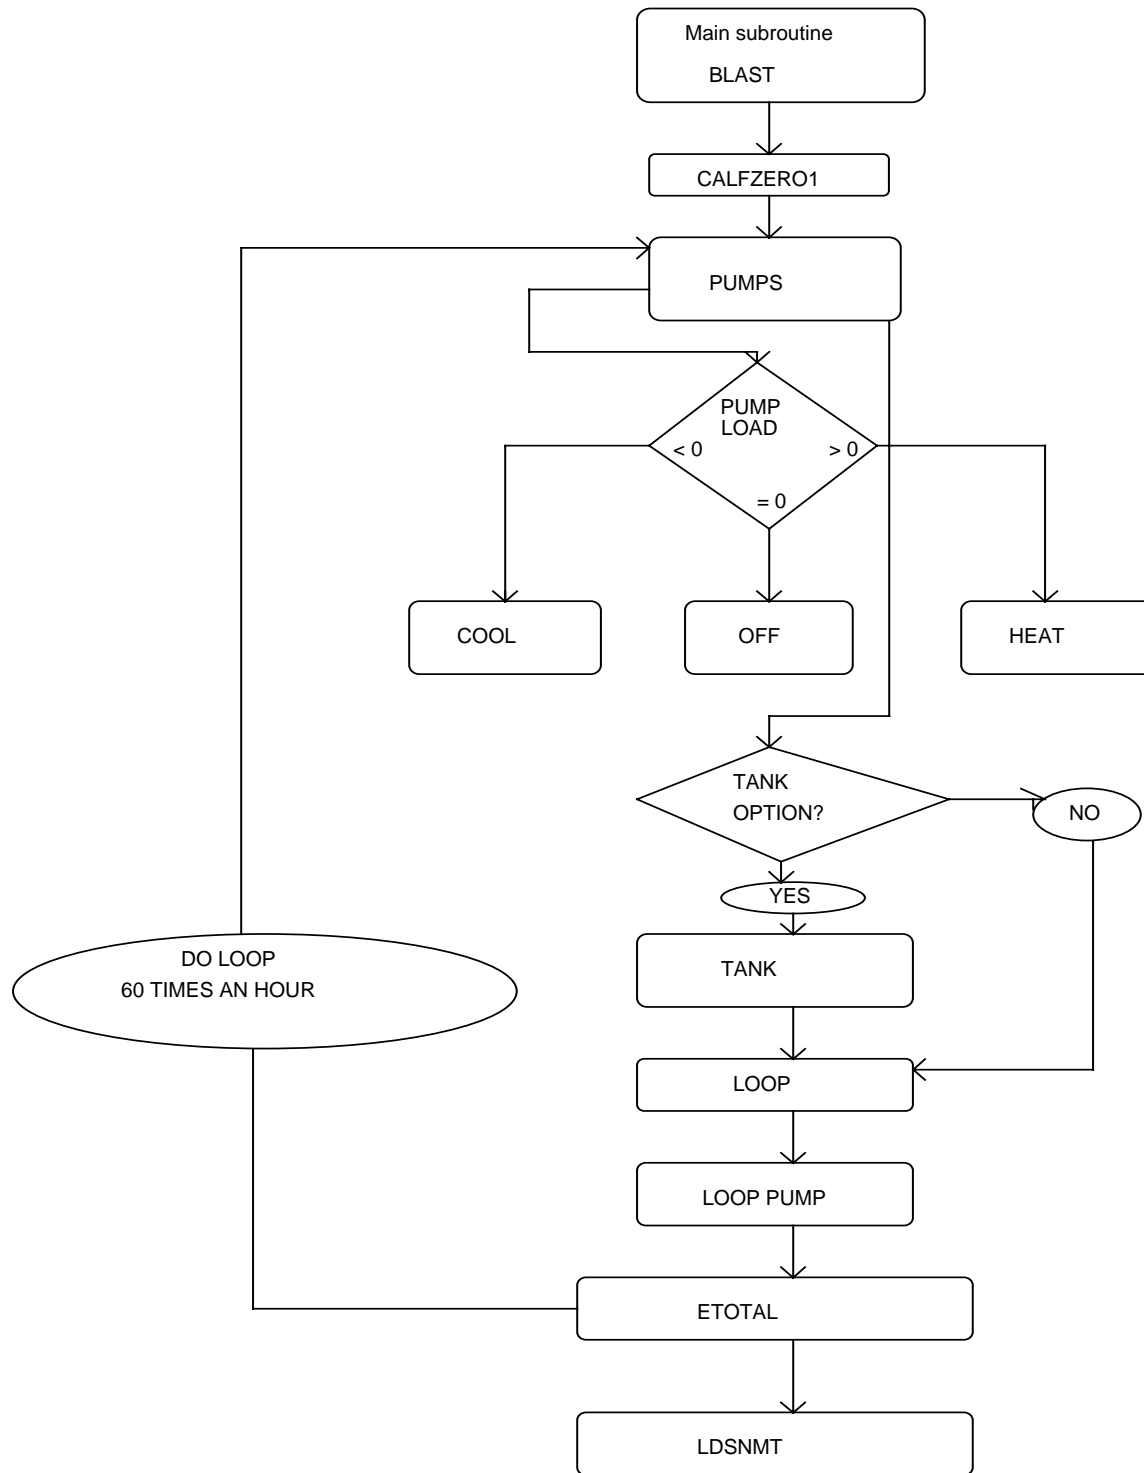 Main subroutine
BLAST
CALFZERO1
PUMPS
PUMP
LOAD
< 0
> 0
= 0
COOL
OFF
HEAT
TANK
OPTION?
NO
YES
DO LOOP
60 TIMES AN HOUR
TANK
LOOP
LOOP PUMP
ETOTAL
LDSNMT